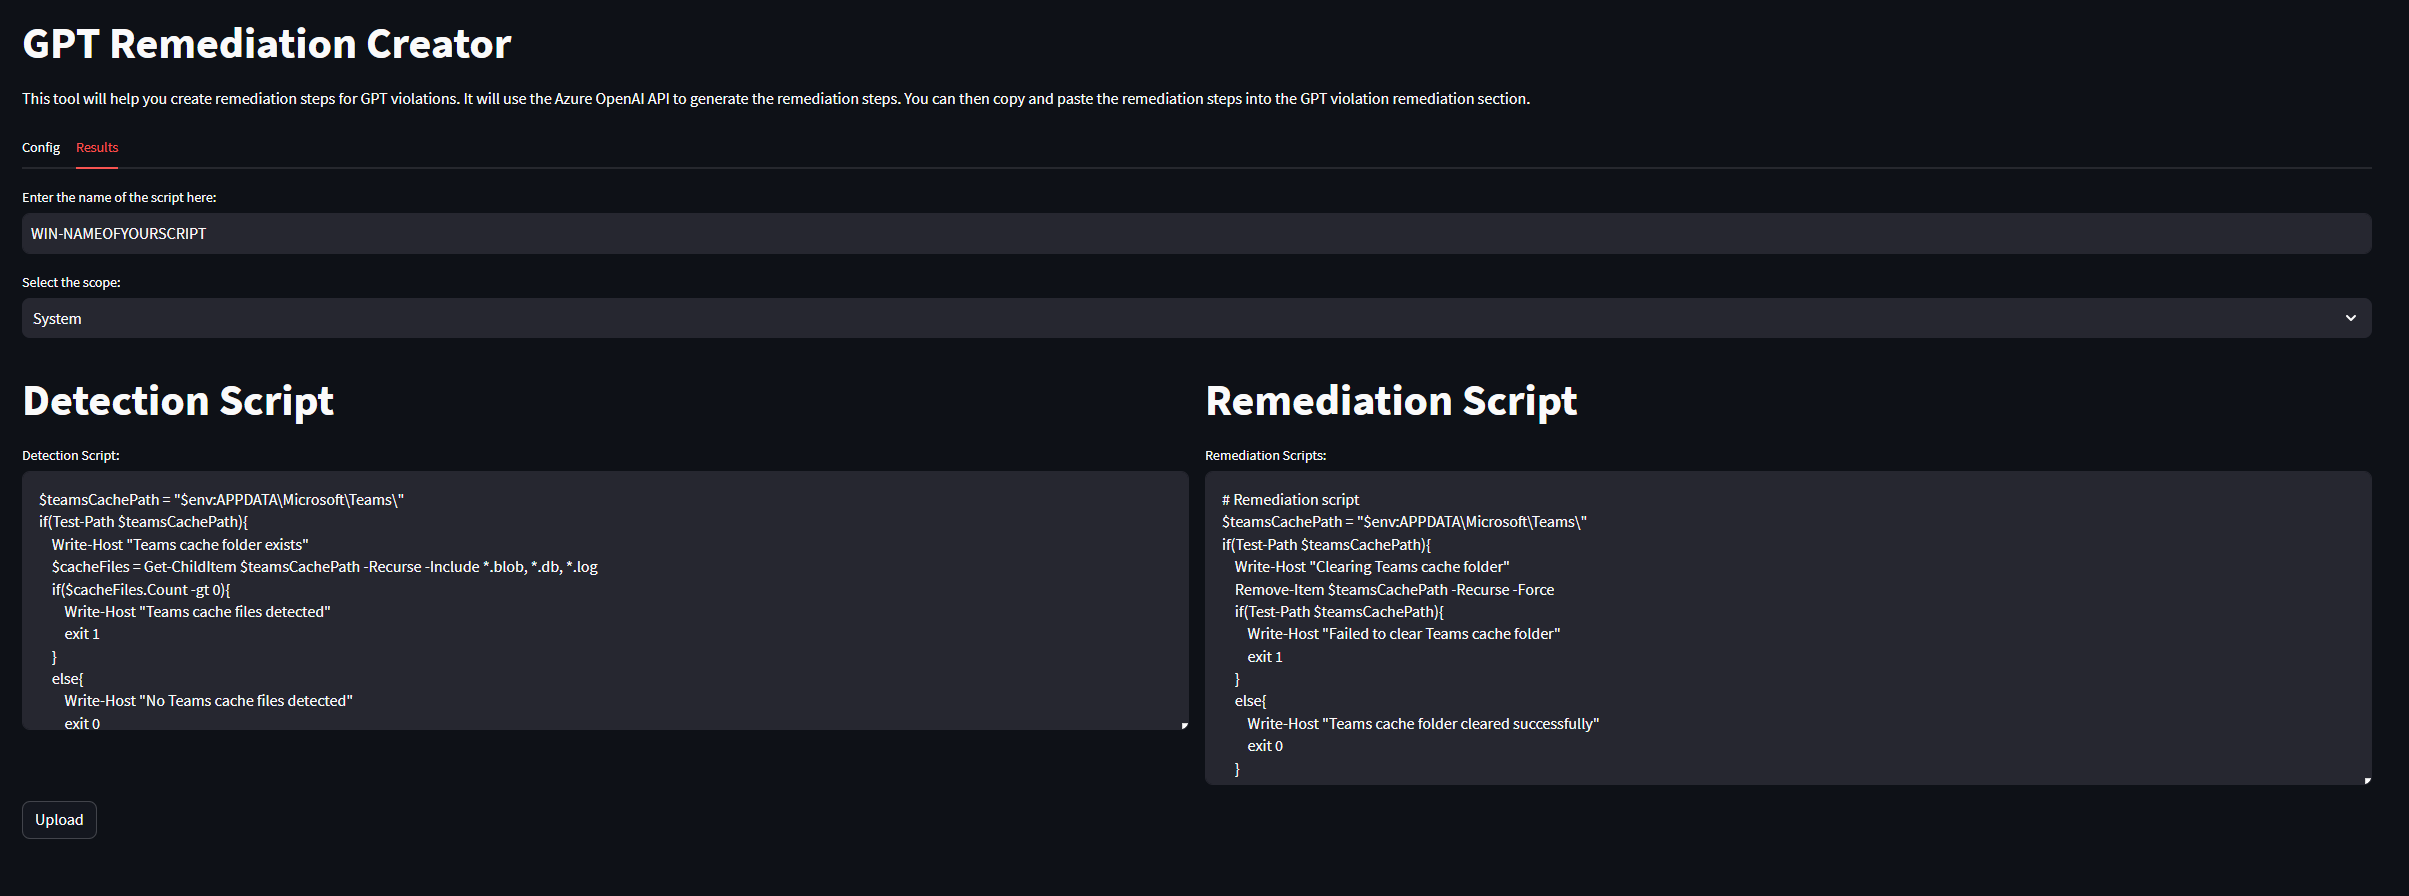 GPT Remediation Creator
This tool will help you create remediation steps for GPT violations. It will use the Azure OpenAI API to generate the remediation steps. You can then copy and paste the remediation steps into the GPT violation remediation section.
Config Results
Enter the name of the script here:
WIN-NAMEOFYOURSCRIPT
Select the scope:
System
Detection Script
Detection Script:
$teamsCachePath = "$env:APPDATA\Microsoft\Teams\"
if(Test-Path $teamsCachePath){
    Write-Host "Teams cache folder exists"
    $cacheFiles = Get-ChildItem $teamsCachePath -Recurse -Include *.blob, *.db, *.log
    if($cacheFiles.Count -gt 0){
        Write-Host "Teams cache files detected"
        exit 1
    }
    else{
        Write-Host "No Teams cache files detected"
        exit 0
Remediation Script
Remediation Scripts:
# Remediation script
$teamsCachePath = "$env:APPDATA\Microsoft\Teams\"
if(Test-Path $teamsCachePath){
    Write-Host "Clearing Teams cache folder"
    Remove-Item $teamsCachePath -Recurse -Force
    if(Test-Path $teamsCachePath){
        Write-Host "Failed to clear Teams cache folder"
        exit 1
    }
    else{
        Write-Host "Teams cache folder cleared successfully"
        exit 0
    }
Upload